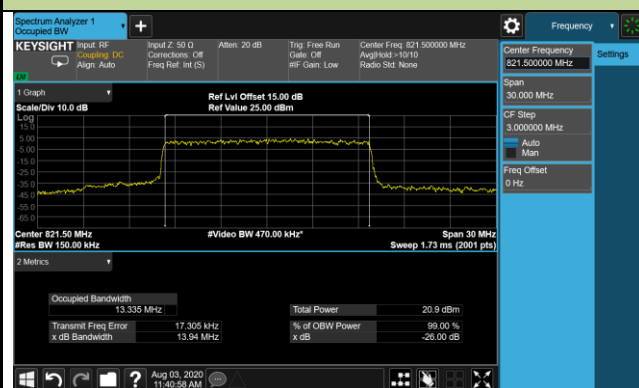 Spectrum Analyzer 1
Occupied BW
+
Frequency
KEYSIGHT
Input: RF
Coupling: DC
Align: Auto
Input Z: 50 Ω
Corrections: Off
Freq Ref: Int (S)
Atten: 20 dB
Trig: Free Run
Gate: Off
#IF Gain: Low
Center Freq: 821.500000 MHz
Avg|Hold:>10/10
Radio Std: None
LXI
Center Frequency
821.500000 MHz
Settings
Span
30.000 MHz
CF Step
3.000000 MHz
Auto
Man
Freq Offset
0 Hz
1 Graph
Scale/Div 10.0 dB
Ref Lvl Offset 15.00 dB
Ref Value 25.00 dBm
Log
15.0
5.00
-5.00
-15.0
-25.0
-35.0
-45.0
-55.0
-65.0
Center 821.50 MHz
#Res BW 150.00 kHz
#Video BW 470.00 kHz*
Span 30 MHz
Sweep 1.73 ms (2001 pts)
2 Metrics
Occupied Bandwidth
13.335 MHz
Total Power 20.9 dBm
Transmit Freq Error 17.305 kHz
% of OBW Power 99.00 %
x dB Bandwidth 13.94 MHz
x dB -26.00 dB
?
Aug 03, 2020
11:40:58 AM